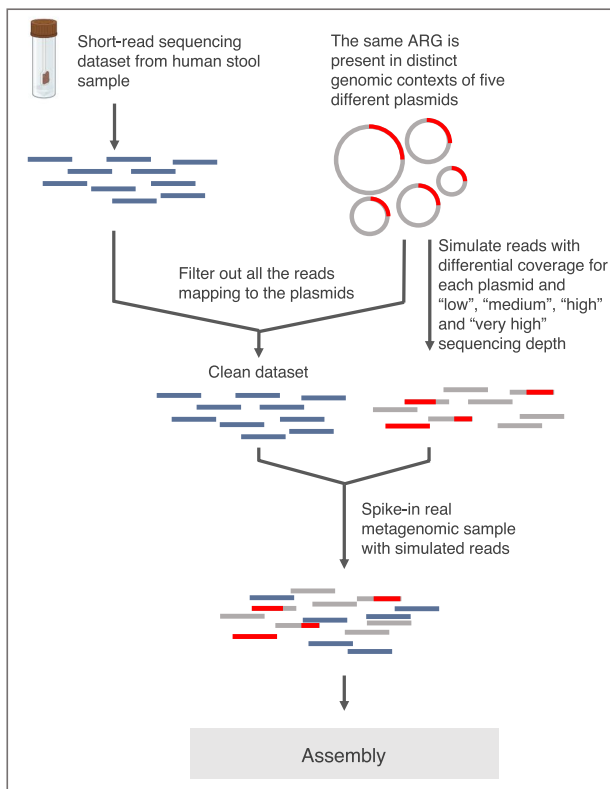 Short-read sequencing
dataset from human stool
sample
The same ARG is
present in distinct
genomic contexts of five
different plasmids
Filter out all the reads
mapping to the plasmids
Simulate reads with
differential coverage for
each plasmid and
“low”, “medium”, “high”
and “very high”
sequencing depth
Clean dataset
Spike-in real
metagenomic sample
with simulated reads
Assembly